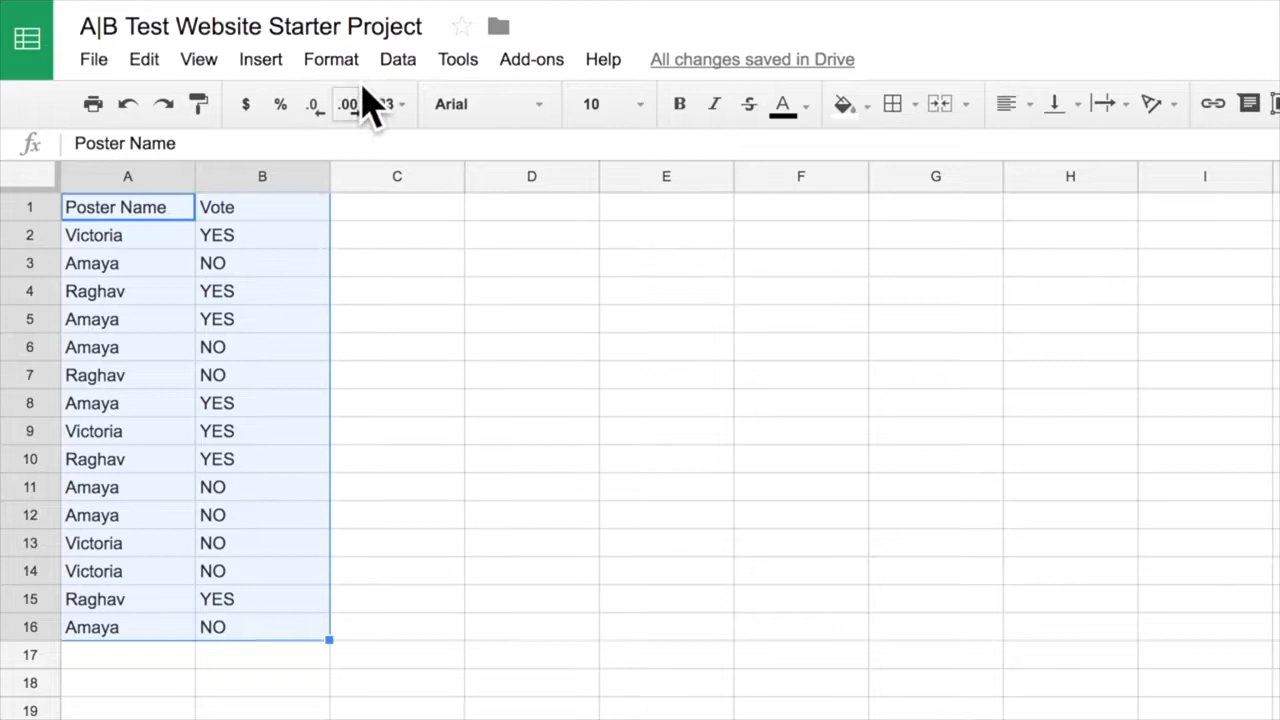 A|B Test Website Starter Project
File Edit View Insert Format Data Tools Add-ons Help All changes saved in Drive
$ % .0 .00 Arial 10 B I S A
fx Poster Name
A B C D E F G H I
1 Poster Name Vote
2 Victoria YES
3 Amaya NO
4 Raghav YES
5 Amaya YES
6 Amaya NO
7 Raghav NO
8 Amaya YES
9 Victoria YES
10 Raghav YES
11 Amaya NO
12 Amaya NO
13 Victoria NO
14 Victoria NO
15 Raghav YES
16 Amaya NO
17
18
19